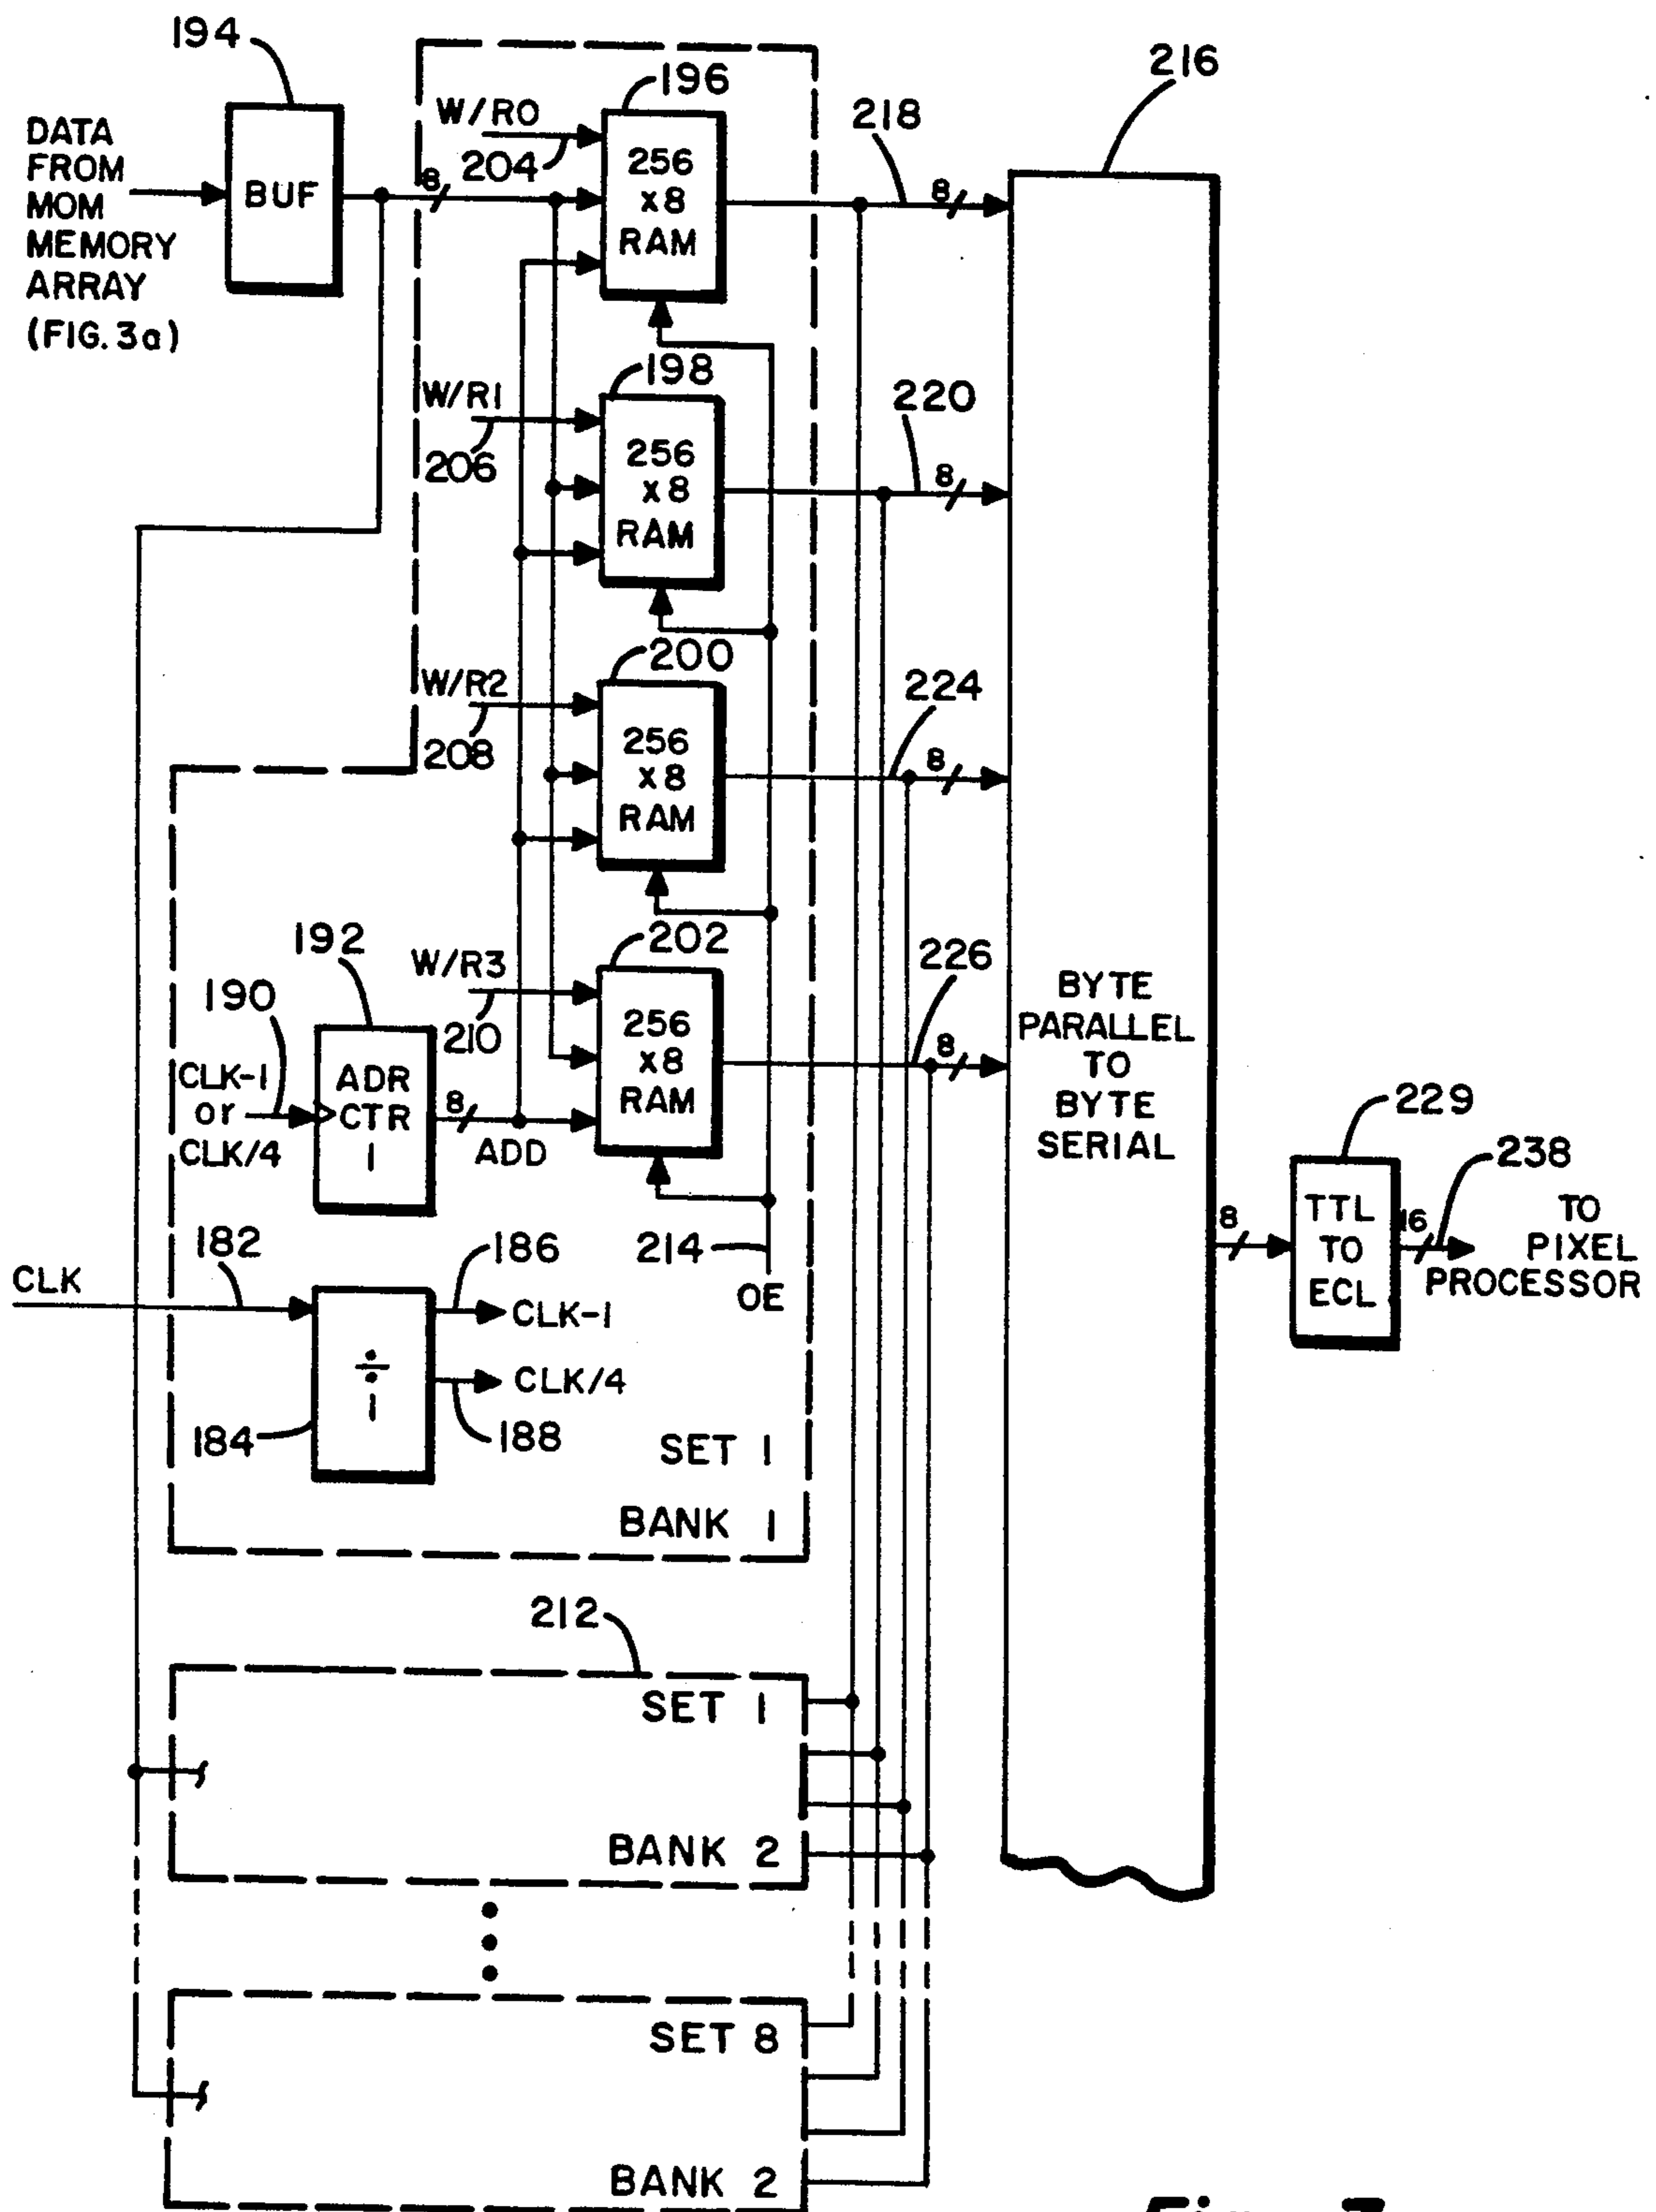 194
DATA
FROM
MOM
MEMORY
ARRAY
(FIG. 3a)
BUF
8
W/R0
204
196
256
x8
RAM
218
8
216
W/R1
206
198
256
x8
RAM
220
8
W/R2
208
200
256
x8
RAM
224
8
192
190
CLK-1
or
CLK/4
ADR
CTR
1
8
ADD
W/R3
210
202
256
x8
RAM
226
8
BYTE
PARALLEL
TO
BYTE
SERIAL
214
OE
CLK
182
184
÷
1
186
CLK-1
CLK/4
188
SET 1
BANK 1
8
229
TTL
TO
ECL
16
238
TO
PIXEL
PROCESSOR
212
SET 1
BANK 2
SET 8
BANK 2